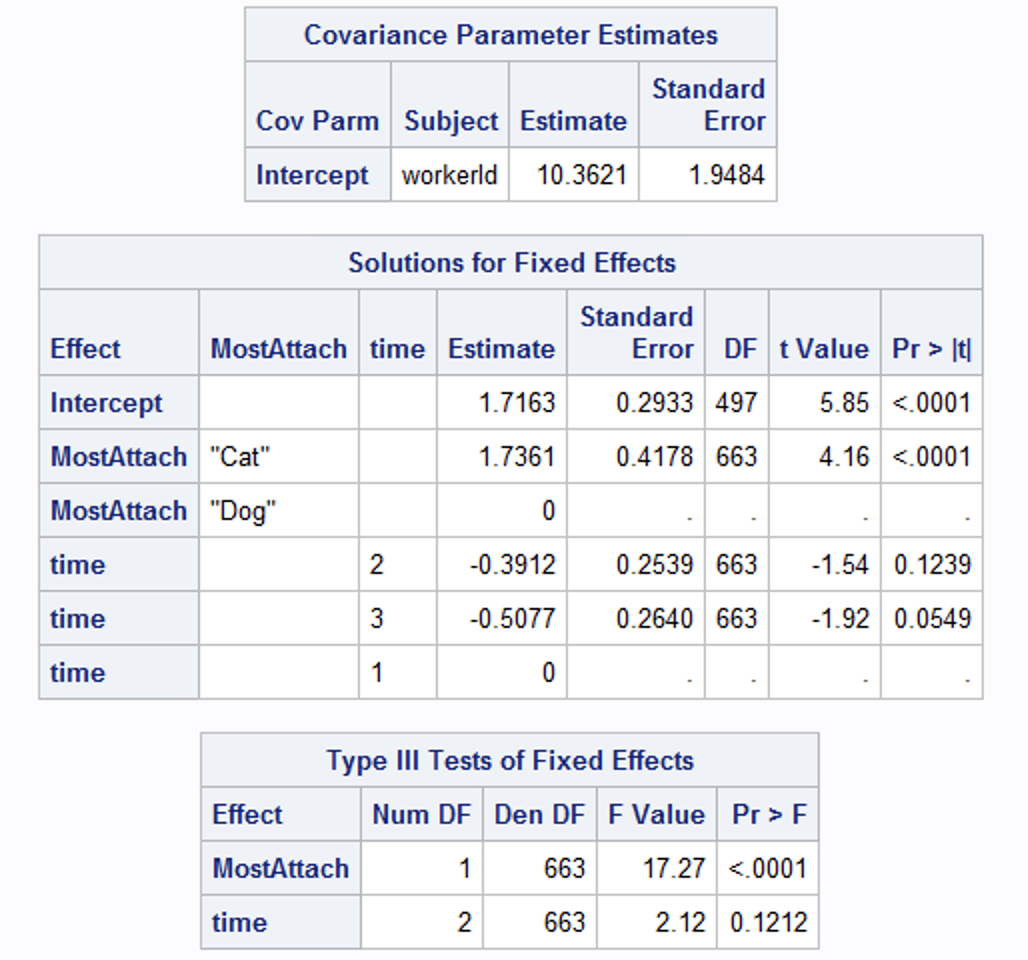 Covariance Parameter Estimates
Cov Parm Subject Estimate Standard Error
Intercept workerId 10.3621 1.9484
Solutions for Fixed Effects
Effect MostAttach time Estimate Standard Error DF t Value Pr > |t|
Intercept 1.7163 0.2933 497 5.85 <.0001
MostAttach "Cat" 1.7361 0.4178 663 4.16 <.0001
MostAttach "Dog" 0 . . . .
time 2 -0.3912 0.2539 663 -1.54 0.1239
time 3 -0.5077 0.2640 663 -1.92 0.0549
time 1 0 . . . .
Type III Tests of Fixed Effects
Effect Num DF Den DF F Value Pr > F
MostAttach 1 663 17.27 <.0001
time 2 663 2.12 0.1212